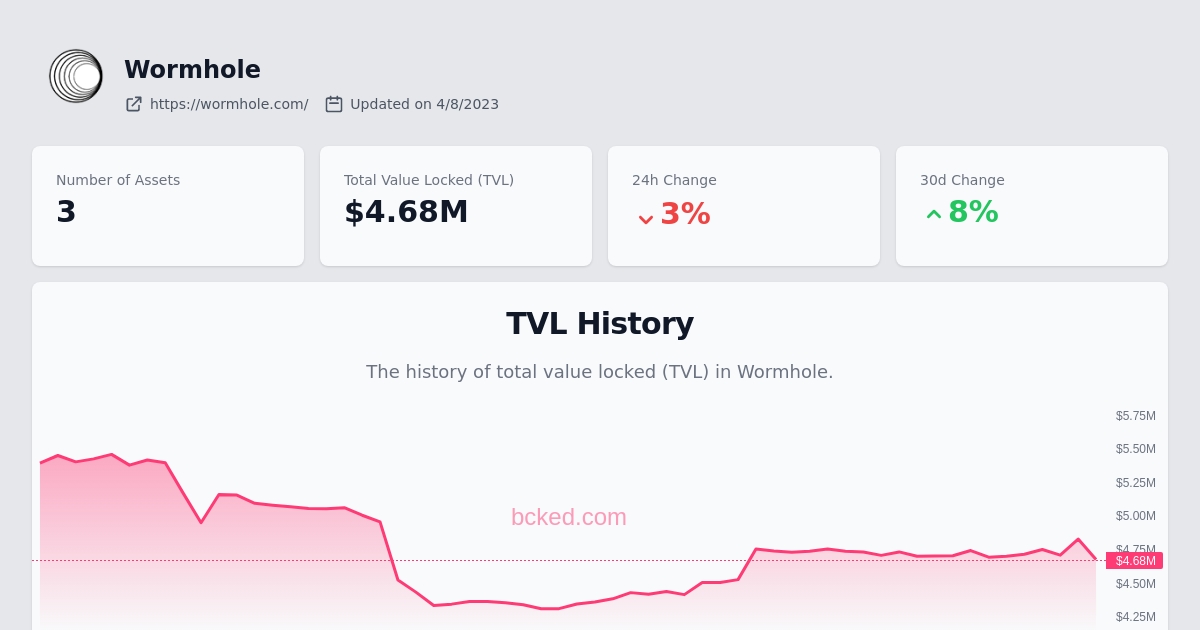 Wormhole
https://wormhole.com/ Updated on 4/8/2023
Number of Assets
3
Total Value Locked (TVL)
$4.68M
24h Change
3%
30d Change
8%
TVL History
The history of total value locked (TVL) in Wormhole.
$5.75M
$5.50M
$5.25M
$5.00M
bcked.com
$4.75M
$4.68M
$4.50M
$4.25M